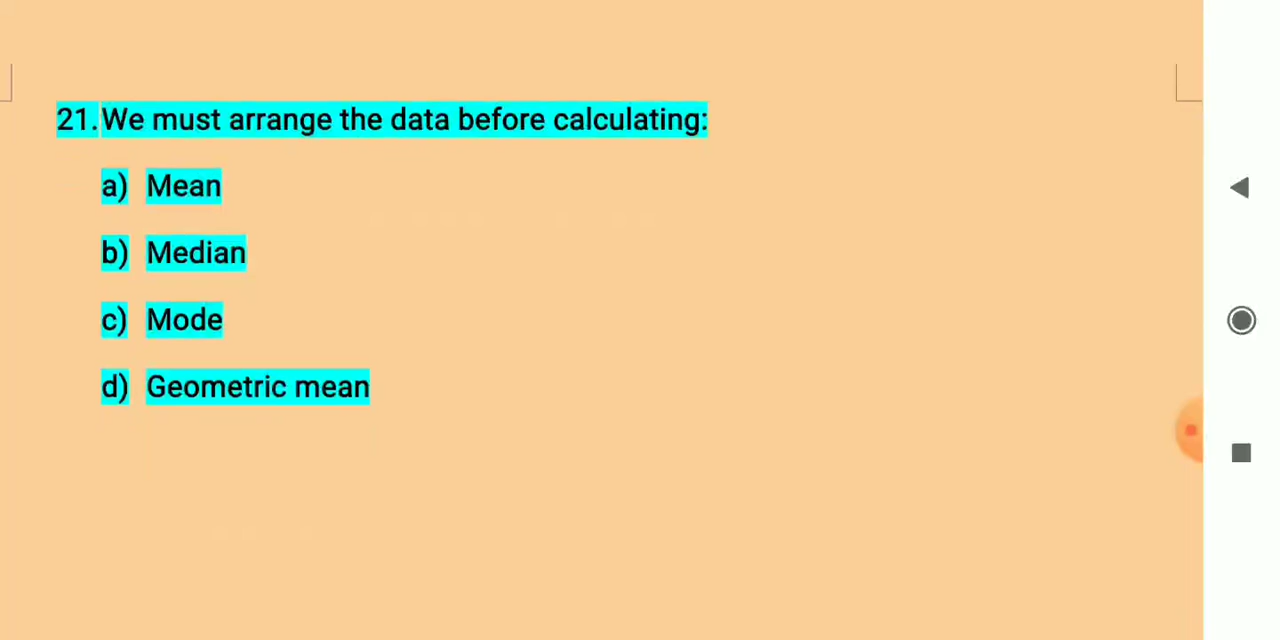 21. We must arrange the data before calculating:
a) Mean
b) Median
c) Mode
d) Geometric mean